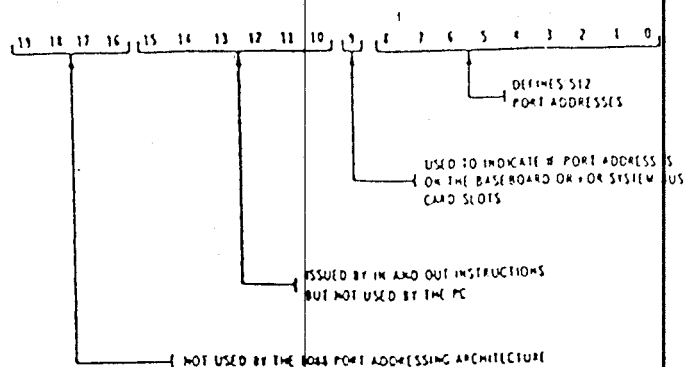 1
19 18 17 16 15 14 13 12 11 10 9 8 7 6 5 4 3 2 1 0
DEFINES 512
PORT ADDRESSES
USED TO INDICATE IF PORT ADDRESS IS
ON THE BASEBOARD OR FOR SYSTEM BUS
CARD SLOTS
ISSUED BY IN AND OUT INSTRUCTIONS
BUT NOT USED BY THE PC
NOT USED BY THE 8088 PORT ADDRESSING ARCHITECTURE